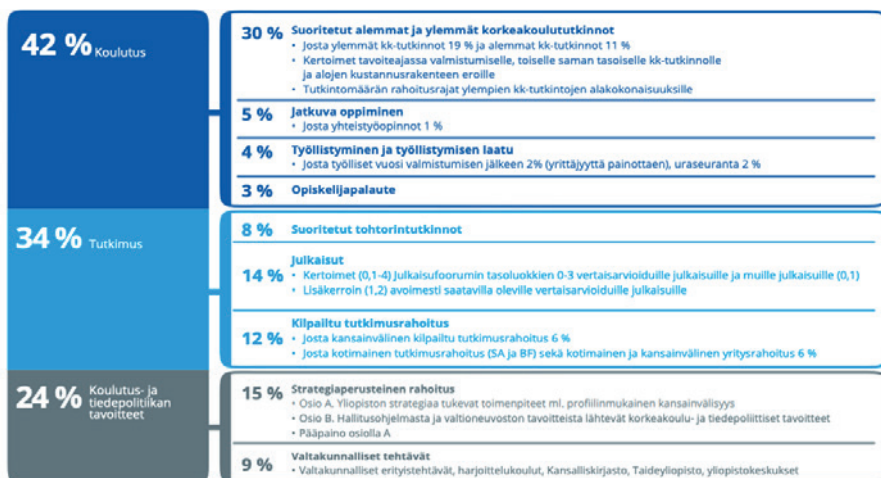 42 % Koulutus
30 % Suoritetut alemmat ja ylemmät korkeakoulututkinnot
• Josta ylemmät kk-tutkinnot 19 % ja alemmat kk-tutkinnot 11 %
• Kertoimet tavoiteajassa valmistumiselle, toiselle saman tasoiselle kk-tutkinnolle
ja alojen kustannusrakenteen eroille
• Tutkintomäärän rahoitusrajat ylempien kk-tutkintojen alakokonaisuuksille
5 % Jatkuva oppiminen
• Josta yhteistyöopinnot 1 %
4 % Työllistyminen ja työllistymisen laatu
• Josta työlliset vuosi valmistumisen jälkeen 2% (yrittäjyyttä painottaen), uraseuranta 2 %
3 % Opiskelijapalaute
34 % Tutkimus
8 % Suoritetut tohtorintutkinnot
14 % Julkaisut
• Kertoimet (0,1-4) Julkaisufoorumin tasoluokkien 0-3 vertaisarvioiduille julkaisuille ja muille julkaisuille (0,1)
• Lisäkerroin (1,2) avoimesti saatavilla oleville vertaisarvioiduille julkaisuille
12 % Kilpailtu tutkimusrahoitus
• Josta kansainvälinen kilpailtu tutkimusrahoitus 6 %
• Josta kotimainen tutkimusrahoitus (SA ja BF) sekä kotimainen ja kansainvälinen yritysrahoitus 6 %
24 % Koulutus- ja
tiedepolitiikan
tavoitteet
15 % Strategiaperusteinen rahoitus
• Osio A. Yliopiston strategiaa tukevat toimenpiteet ml. profiilinmukainen kansainvälisyys
• Osio B. Hallitusohjelmasta ja valtioneuvoston tavoitteista lähtevät korkeakoulu- ja tiedepoliittiset tavoitteet
• Pääpaino osiolla A
9 % Valtakunnalliset tehtävät
• Valtakunnalliset erityistehtävät, harjoittelukoulut, Kansalliskirjasto, Taideyliopisto, yliopistokeskukset